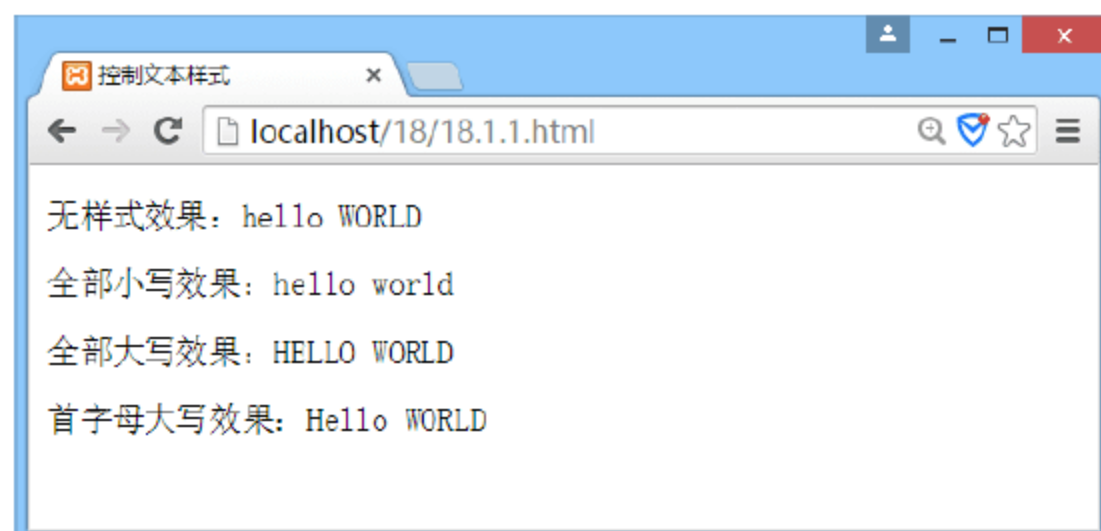 控制文本样式
localhost/18/18.1.1.html
无样式效果：hello WORLD
全部小写效果：hello world
全部大写效果：HELLO WORLD
首字母大写效果：Hello WORLD